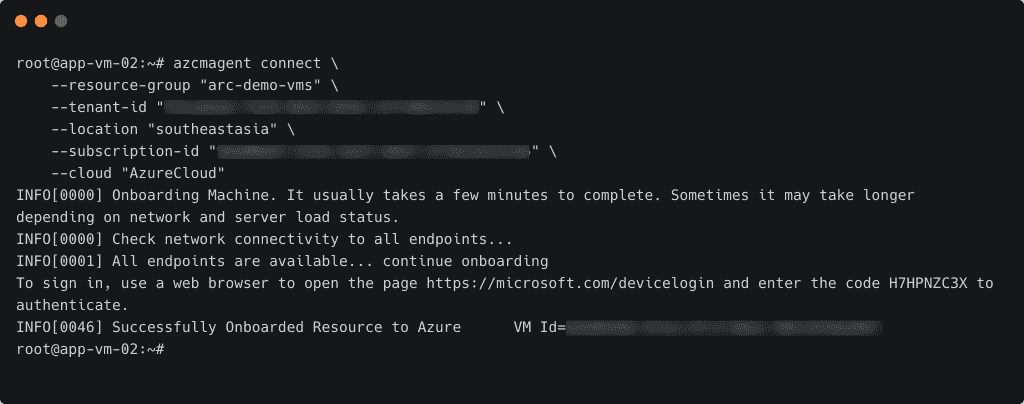 root@app-vm-02:~# azcmagent connect \
    --resource-group "arc-demo-vms" \
    --tenant-id "" \
    --location "southeastasia" \
    --subscription-id "" \
    --cloud "AzureCloud"
INFO[0000] Onboarding Machine. It usually takes a few minutes to complete. Sometimes it may take longer
depending on network and server load status.
INFO[0000] Check network connectivity to all endpoints...
INFO[0001] All endpoints are available... continue onboarding
To sign in, use a web browser to open the page https://microsoft.com/devicelogin and enter the code H7HPNZC3X to
authenticate.
INFO[0046] Successfully Onboarded Resource to Azure      VM Id=
root@app-vm-02:~#